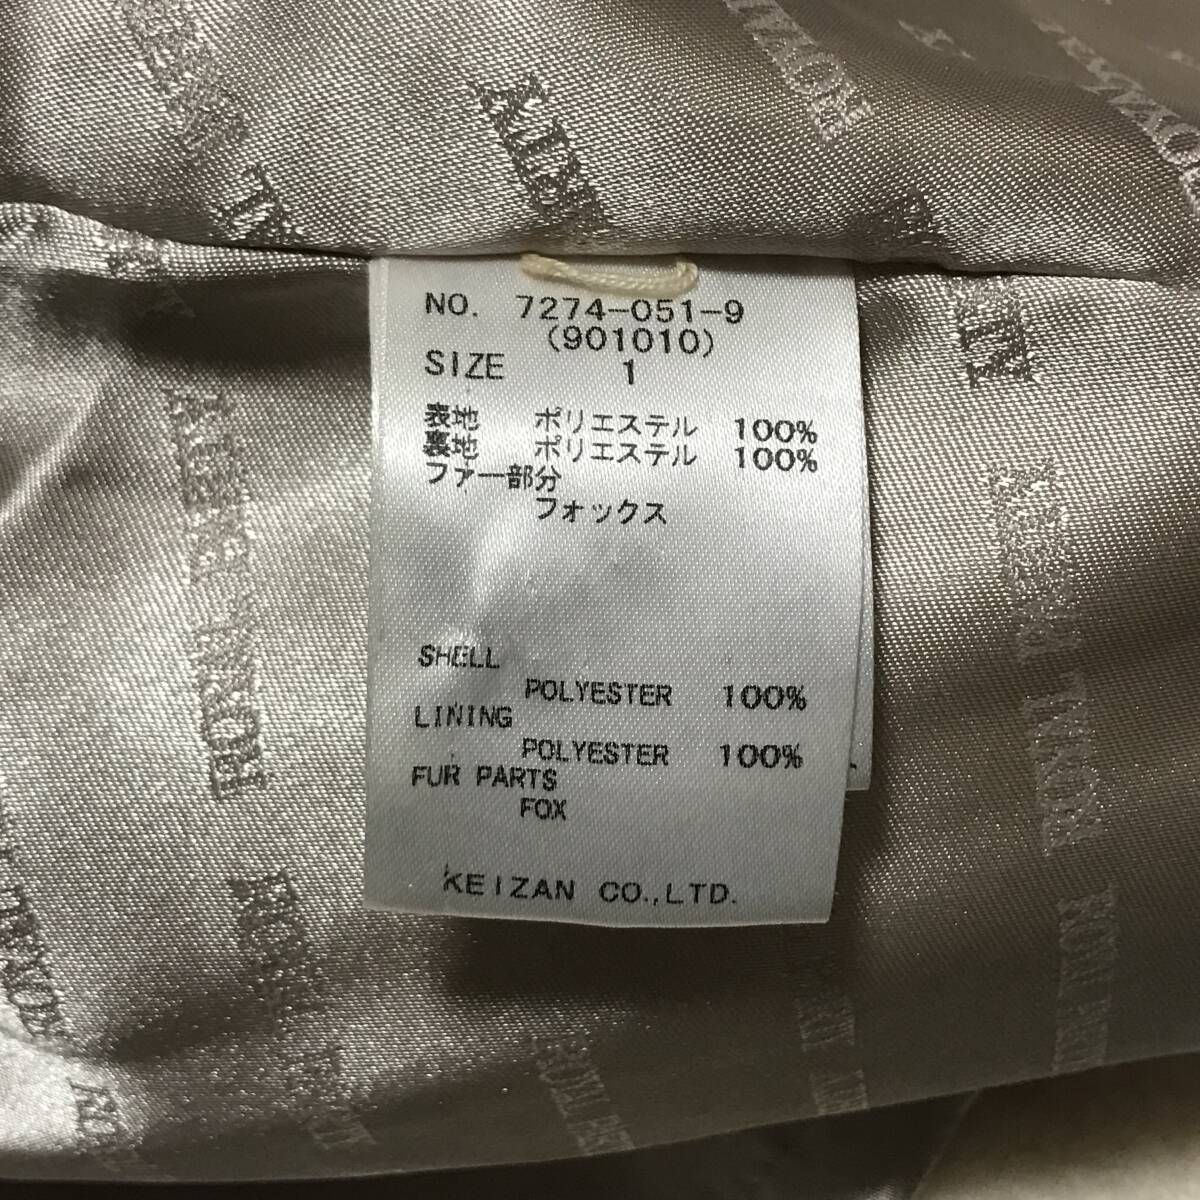 NO. 7274-051-9
(901010)
SIZE 1
表地 ポリエステル 100%
裏地 ポリエステル 100%
ファー部分
フォックス
SHELL
POLYESTER 100%
LINING
POLYESTER 100%
FUR PARTS
FOX
KEIZAN CO.,LTD.